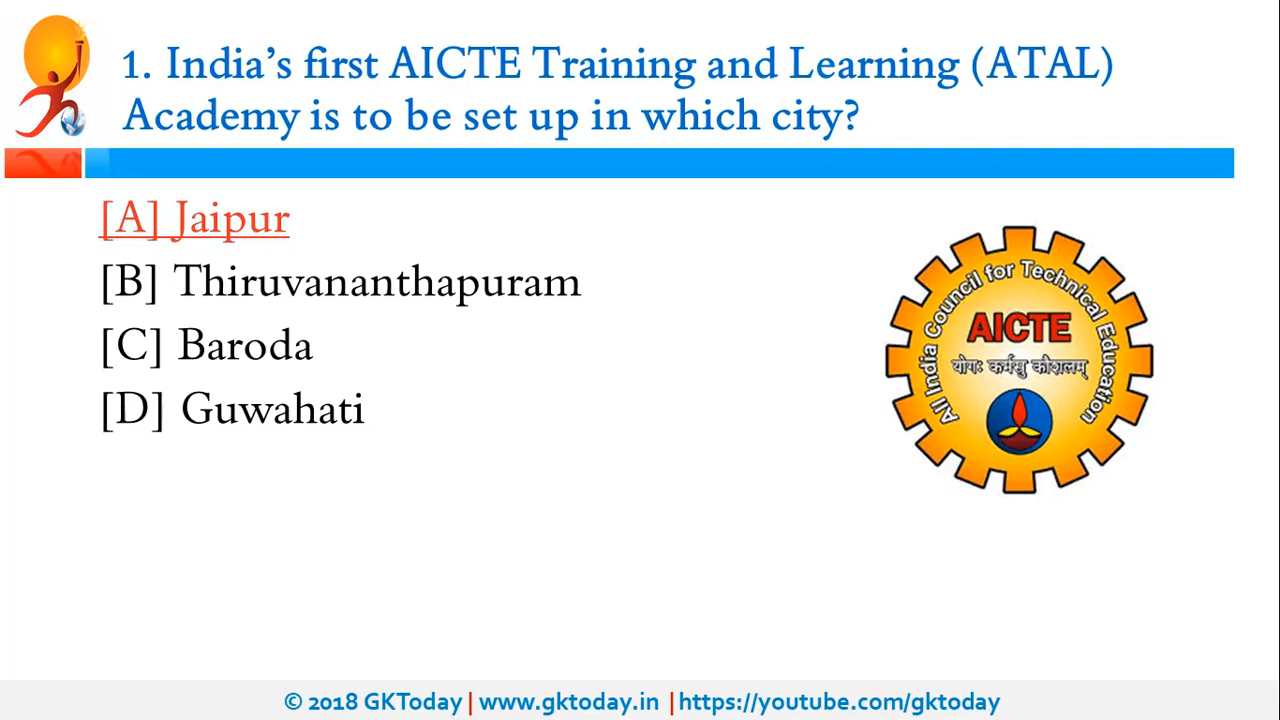 1. India’s first AICTE Training and Learning (ATAL)
Academy is to be set up in which city?
[A] Jaipur
[B] Thiruvananthapuram
[C] Baroda
[D] Guwahati
All India Council for Technical Education
AICTE
योगः कर्मसु कौशलम्
© 2018 GKToday | www.gktoday.in | https://youtube.com/gktoday